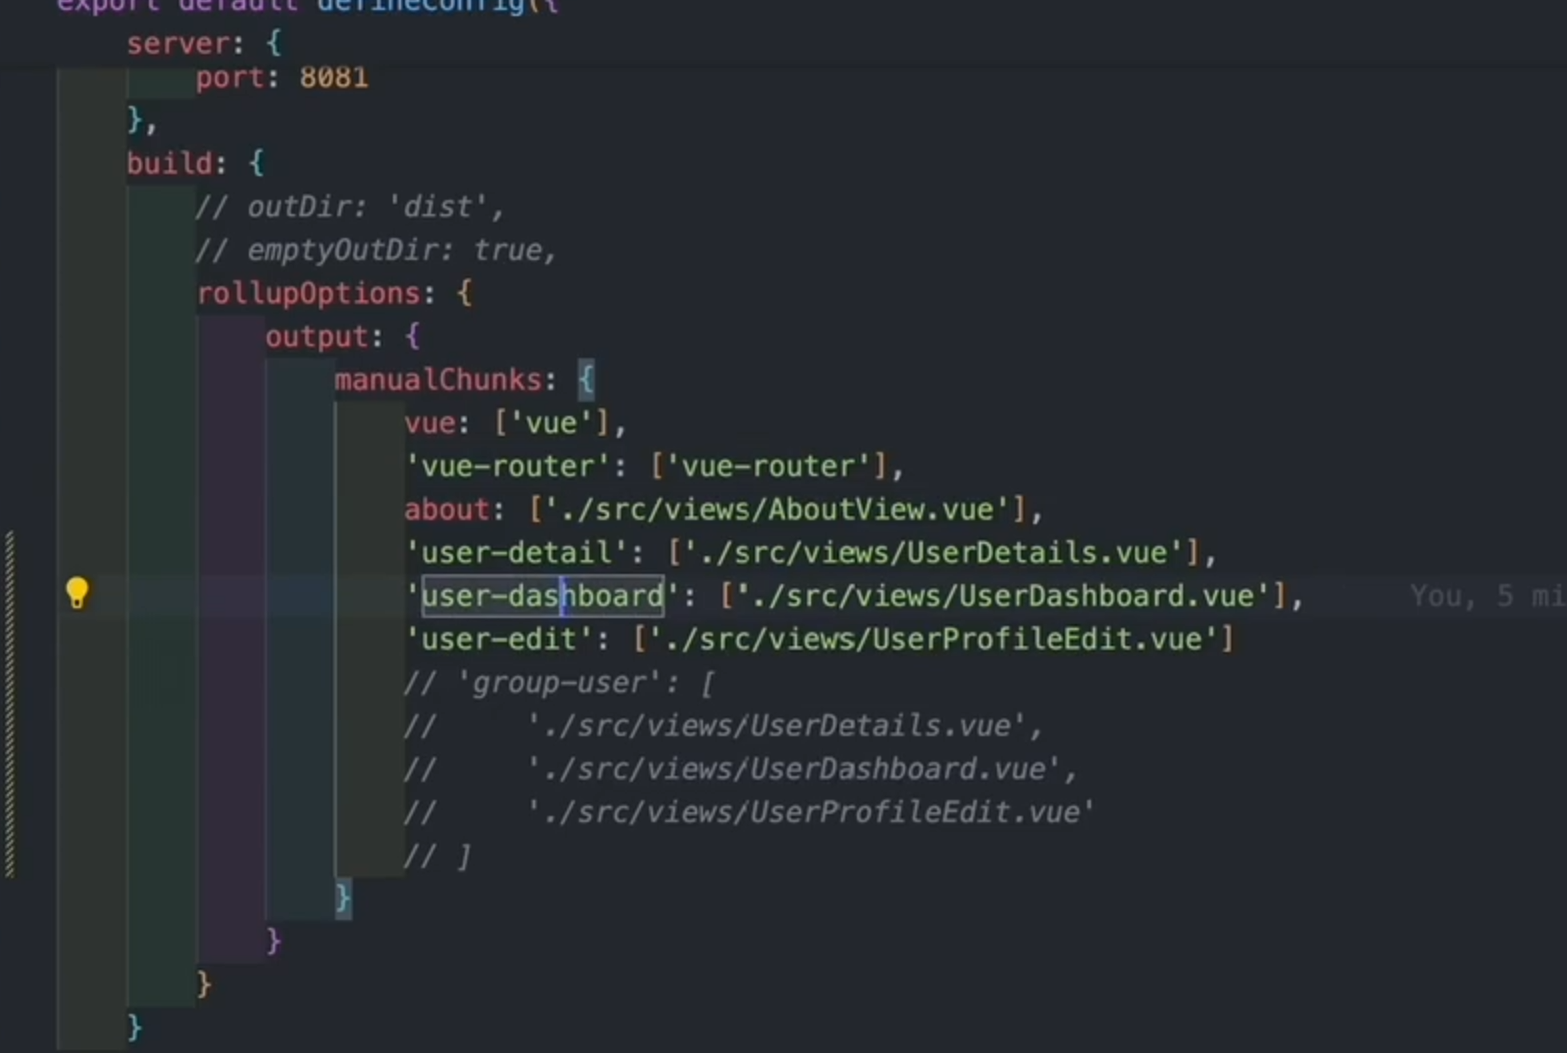 export default defineConfig({
server: {
port: 8081
},
build: {
// outDir: 'dist',
// emptyOutDir: true,
rollupOptions: {
output: {
manualChunks: {
vue: ['vue'],
'vue-router': ['vue-router'],
about: ['./src/views/AboutView.vue'],
'user-detail': ['./src/views/UserDetails.vue'],
'user-dashboard': ['./src/views/UserDashboard.vue'], You, 5 mi
'user-edit': ['./src/views/UserProfileEdit.vue']
// 'group-user': [
// './src/views/UserDetails.vue',
// './src/views/UserDashboard.vue',
// './src/views/UserProfileEdit.vue'
// ]
}
}
}
}